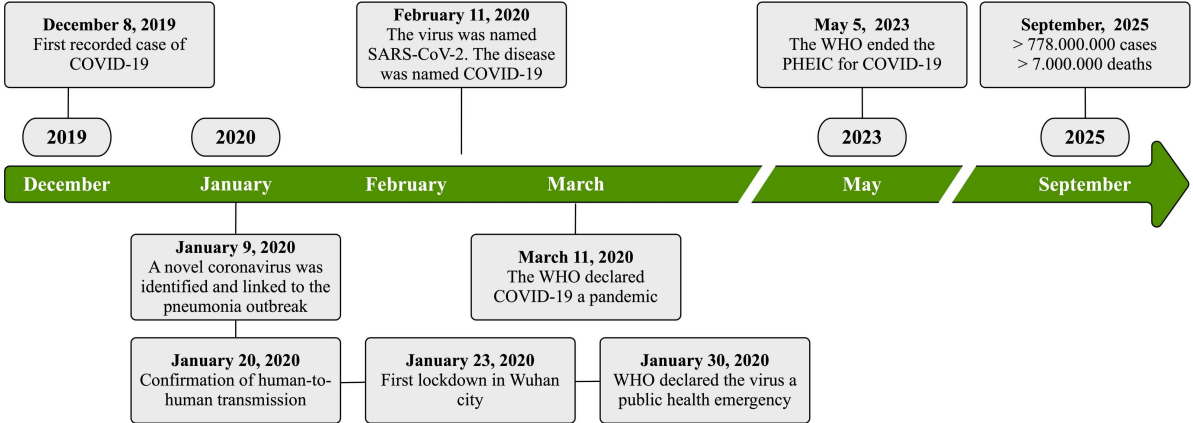 December 8, 2019
First recorded case of
COVID-19
February 11, 2020
The virus was named
SARS-CoV-2. The disease
was named COVID-19
May 5,  2023
The WHO ended the
PHEIC for COVID-19
September,  2025
> 778.000.000 cases
> 7.000.000 deaths
2019
2020
2023
2025
December
January
February
March
May
September
January 9, 2020
A novel coronavirus was
identified and linked to the
pneumonia outbreak
March 11, 2020
The WHO declared
COVID-19 a pandemic
January 20, 2020
Confirmation of human-to-
human transmission
January 23, 2020
First lockdown in Wuhan
city
January 30, 2020
WHO declared the virus a
public health emergency